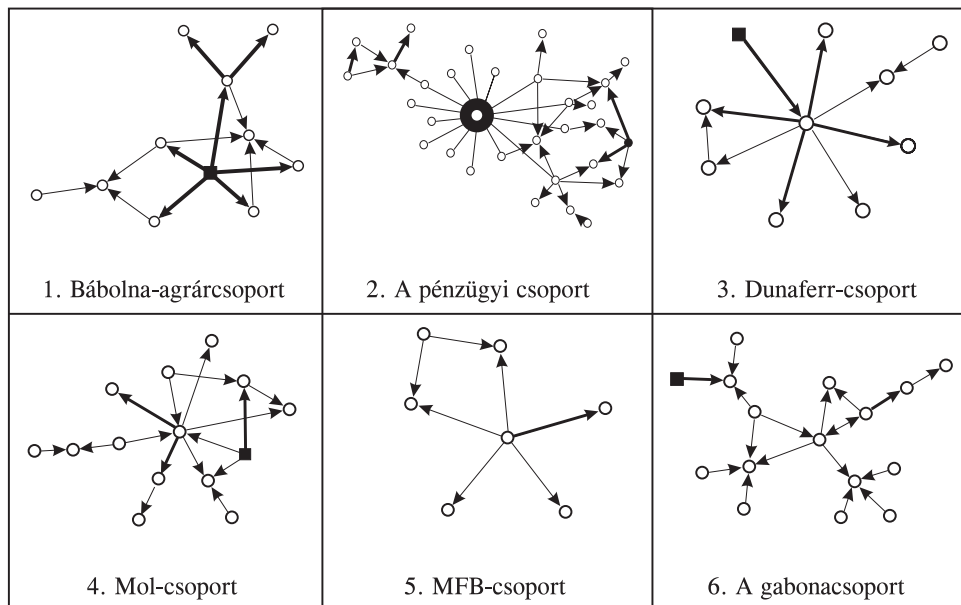 1. Bábolna-agrárcsoport
2. A pénzügyi csoport
3. Dunaferr-csoport
4. Mol-csoport
5. MFB-csoport
6. A gabonacsoport